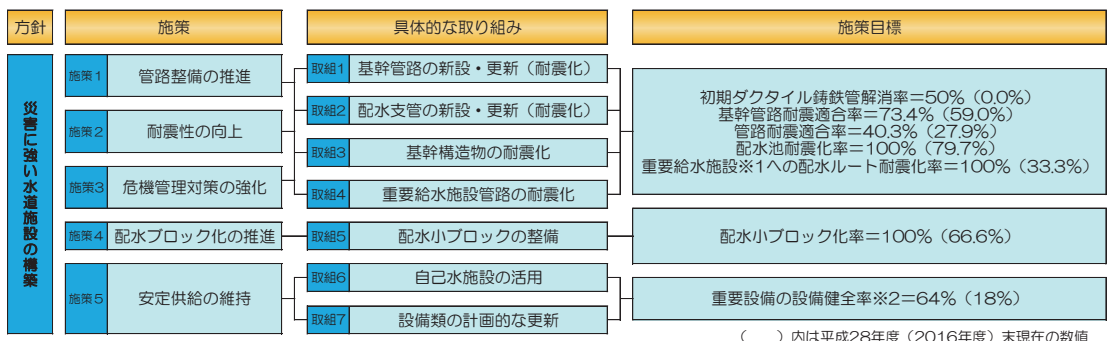 方針
施策
具体的な取り組み
施策目標
災害に強い水道施設の構築
施策1 管路整備の推進
施策2 耐震性の向上
施策3 危機管理対策の強化
施策4 配水ブロック化の推進
施策5 安定供給の維持
取組1 基幹管路の新設・更新（耐震化）
取組2 配水支管の新設・更新（耐震化）
取組3 基幹構造物の耐震化
取組4 重要給水施設管路の耐震化
取組5 配水小ブロックの整備
取組6 自己水施設の活用
取組7 設備類の計画的な更新
初期ダクタイル鋳鉄管解消率＝50%（0.0%）
基幹管路耐震適合率＝73.4%（59.0%）
管路耐震適合率＝40.3%（27.9%）
配水池耐震化率＝100%（79.7%）
重要給水施設※1への配水ルート耐震化率＝100%（33.3%）
配水小ブロック化率＝100%（66.6%）
重要設備の設備健全率※2＝64%（18%）
（　）内は平成28年度（2016年度）末現在の数値